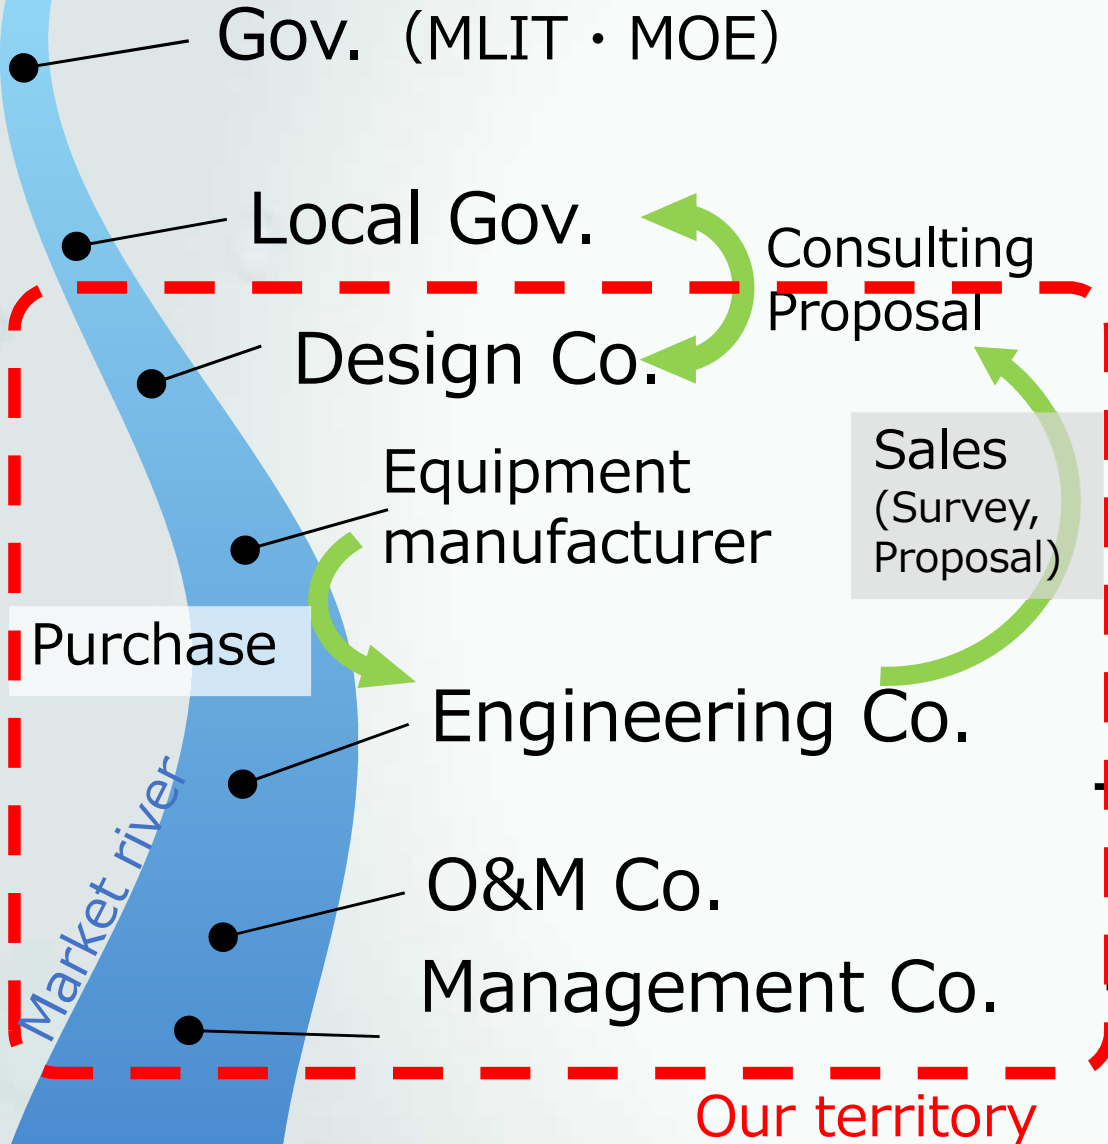 Gov.（MLIT・MOE）
Local Gov.
Consulting
Proposal
Design Co.
Equipment
manufacturer
Sales
(Survey,
Proposal)
Purchase
Engineering Co.
Market river
O&M Co.
Management Co.
Our territory